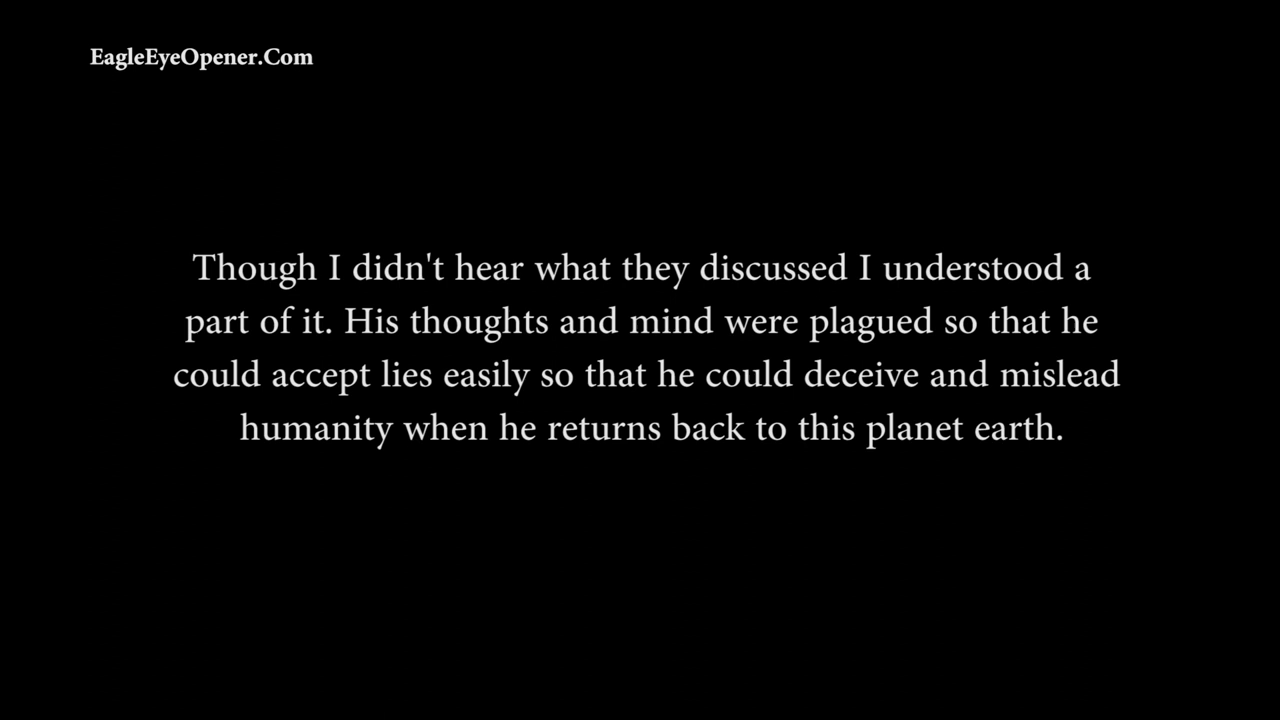 EagleEyeOpener.Com
Though I didn't hear what they discussed I understood a
part of it. His thoughts and mind were plagued so that he
could accept lies easily so that he could deceive and mislead
humanity when he returns back to this planet earth.